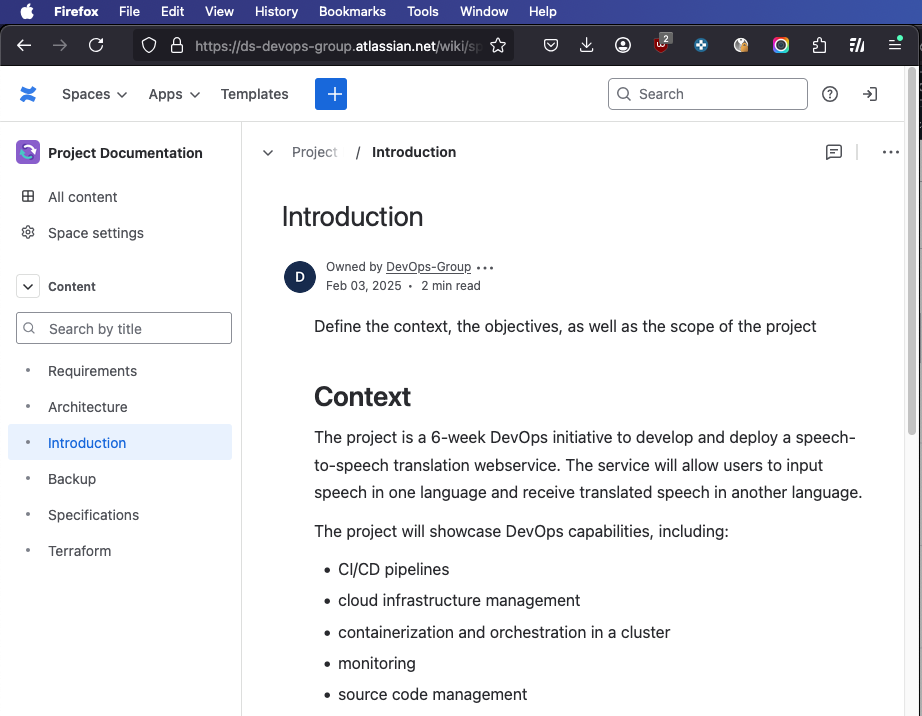 Firefox File Edit View History Bookmarks Tools Window Help
https://ds-devops-group.atlassian.net/wiki/sp
2
Spaces Apps Templates
Search
Project Documentation
All content
Space settings
Content
Search by title
Requirements
Architecture
Introduction
Backup
Specifications
Terraform
Project / Introduction
Introduction
D
Owned by DevOps-Group
Feb 03, 2025 • 2 min read
Define the context, the objectives, as well as the scope of the project
Context
The project is a 6-week DevOps initiative to develop and deploy a speech-
to-speech translation webservice. The service will allow users to input
speech in one language and receive translated speech in another language.
The project will showcase DevOps capabilities, including:
• CI/CD pipelines
• cloud infrastructure management
• containerization and orchestration in a cluster
• monitoring
• source code management